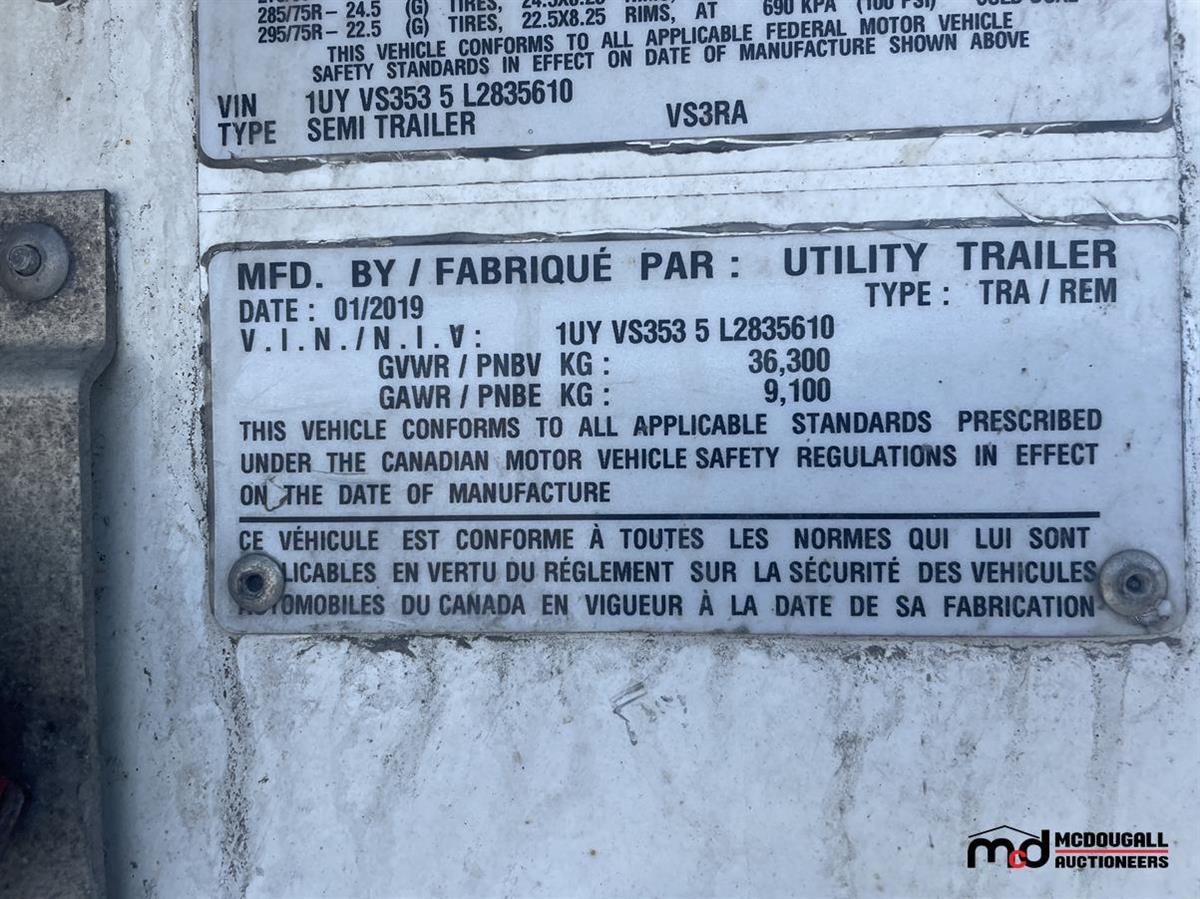 285/75R – 24.5 (G) TIRES, 24.5X8.25 RIMS,
295/75R – 22.5 (G) TIRES, 22.5X8.25 RIMS, AT 690 KPA (100 PSI)
THIS VEHICLE CONFORMS TO ALL APPLICABLE FEDERAL MOTOR VEHICLE
SAFETY STANDARDS IN EFFECT ON DATE OF MANUFACTURE SHOWN ABOVE
VIN 1UY VS353 5 L2835610
TYPE SEMI TRAILER VS3RA
MFD. BY / FABRIQUÉ PAR : UTILITY TRAILER
DATE : 01/2019 TYPE : TRA / REM
V.I.N./N.I.V: 1UY VS353 5 L2835610
GVWR / PNBV KG : 36,300
GAWR / PNBE KG : 9,100
THIS VEHICLE CONFORMS TO ALL APPLICABLE STANDARDS PRESCRIBED
UNDER THE CANADIAN MOTOR VEHICLE SAFETY REGULATIONS IN EFFECT
ON THE DATE OF MANUFACTURE
CE VÉHICULE EST CONFORME À TOUTES LES NORMES QUI LUI SONT
LICABLES EN VERTU DU RÉGLEMENT SUR LA SÉCURITÉ DES VEHICULES
TOMOBILES DU CANADA EN VIGUEUR À LA DATE DE SA FABRICATION
mcd MCDOUGALL
AUCTIONEERS